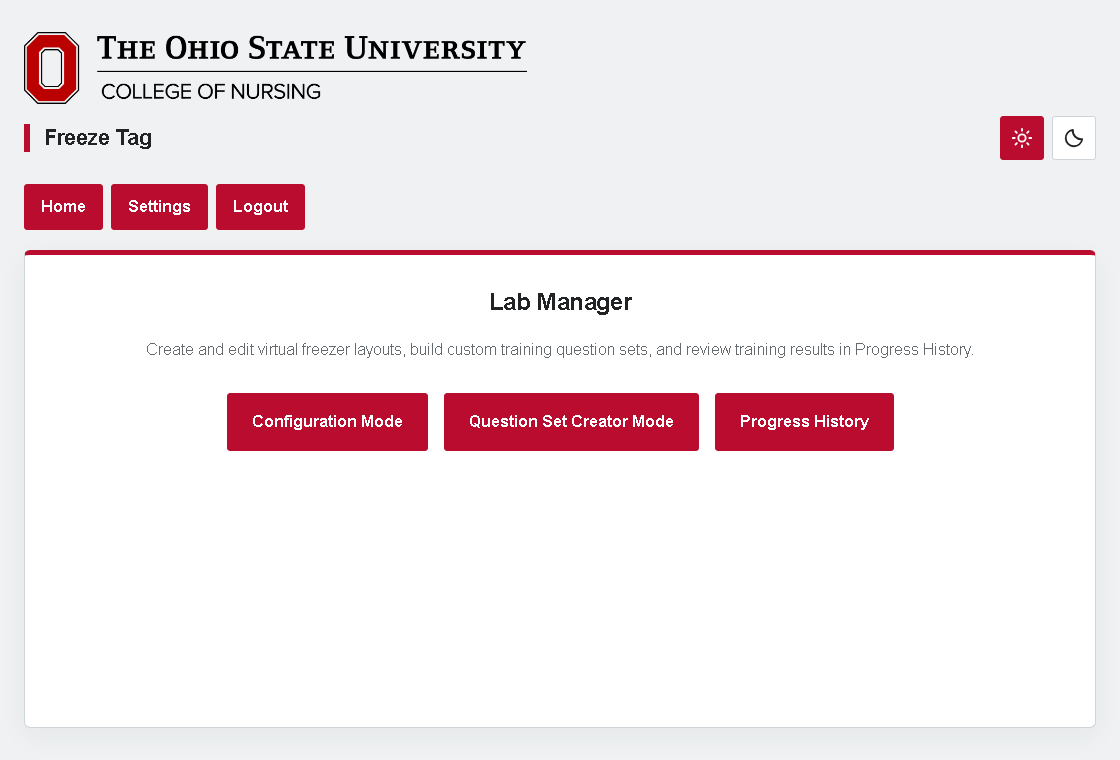 The Ohio State University
COLLEGE OF NURSING
Freeze Tag
Home Settings Logout
Lab Manager
Create and edit virtual freezer layouts, build custom training question sets, and review training results in Progress History.
Configuration Mode Question Set Creator Mode Progress History